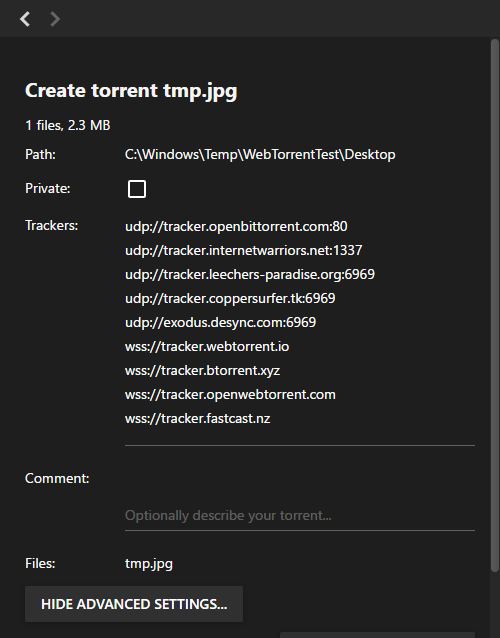 Create torrent tmp.jpg
1 files, 2.3 MB
Path: C:\Windows\Temp\WebTorrentTest\Desktop
Private:
Trackers: udp://tracker.openbittorrent.com:80
udp://tracker.internetwarriors.net:1337
udp://tracker.leechers-paradise.org:6969
udp://tracker.coppersurfer.tk:6969
udp://exodus.desync.com:6969
wss://tracker.webtorrent.io
wss://tracker.btorrent.xyz
wss://tracker.openwebtorrent.com
wss://tracker.fastcast.nz
Comment:
Optionally describe your torrent...
Files: tmp.jpg
HIDE ADVANCED SETTINGS...